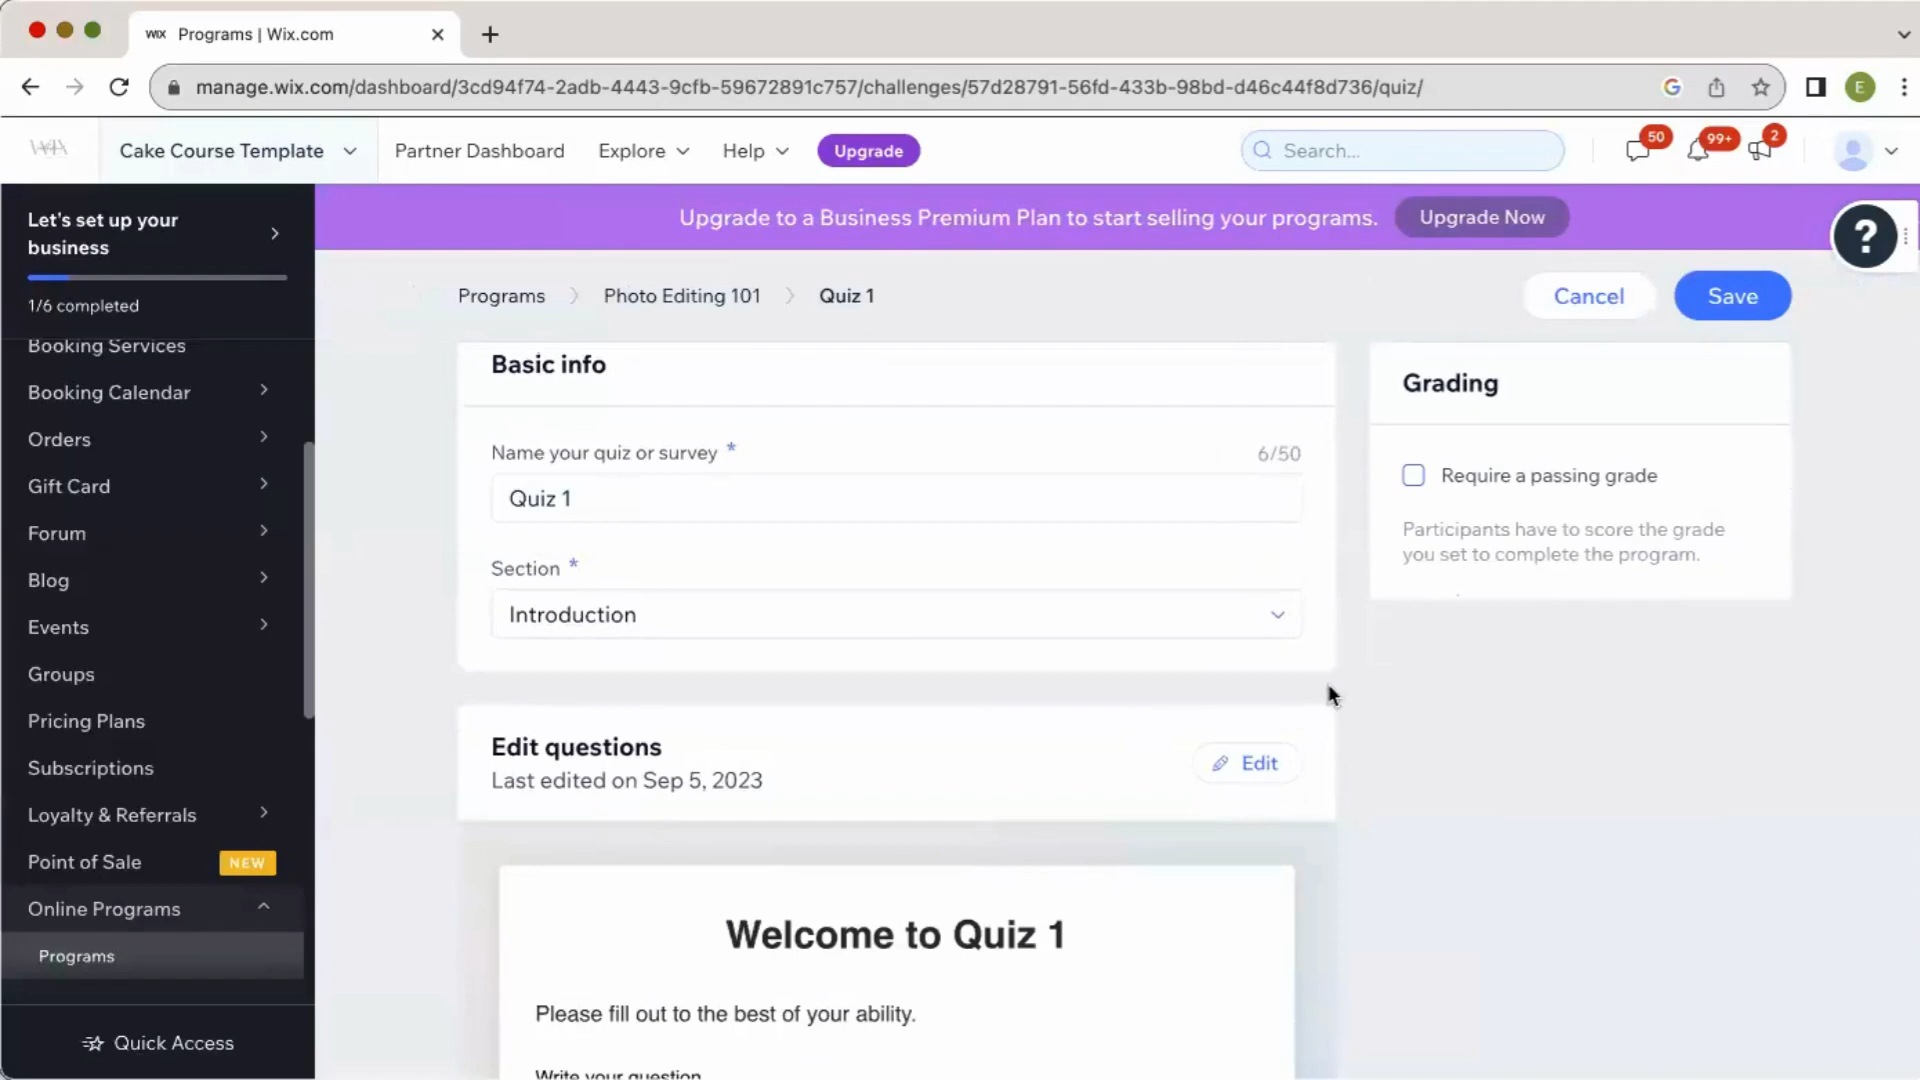 WIX Programs | Wix.com
manage.wix.com/dashboard/3cd94f74-2adb-4443-9cfb-59672891c757/challenges/57d28791-56fd-433b-98bd-d46c44f8d736/quiz/
G
E
WIX
Cake Course Template
Partner Dashboard
Explore
Help
Upgrade
Search...
50
99+
2
Let's set up your
business
1/6 completed
Upgrade to a Business Premium Plan to start selling your programs.
Upgrade Now
?
Programs
Photo Editing 101
Quiz 1
Cancel
Save
Booking Services
Booking Calendar
Orders
Gift Card
Forum
Blog
Events
Groups
Pricing Plans
Subscriptions
Loyalty & Referrals
Point of Sale
NEW
Online Programs
Programs
Quick Access
Basic info
Name your quiz or survey *
6/50
Quiz 1
Section *
Introduction
Edit questions
Last edited on Sep 5, 2023
Edit
Welcome to Quiz 1
Please fill out to the best of your ability.
Write your question
Grading
Require a passing grade
Participants have to score the grade
you set to complete the program.